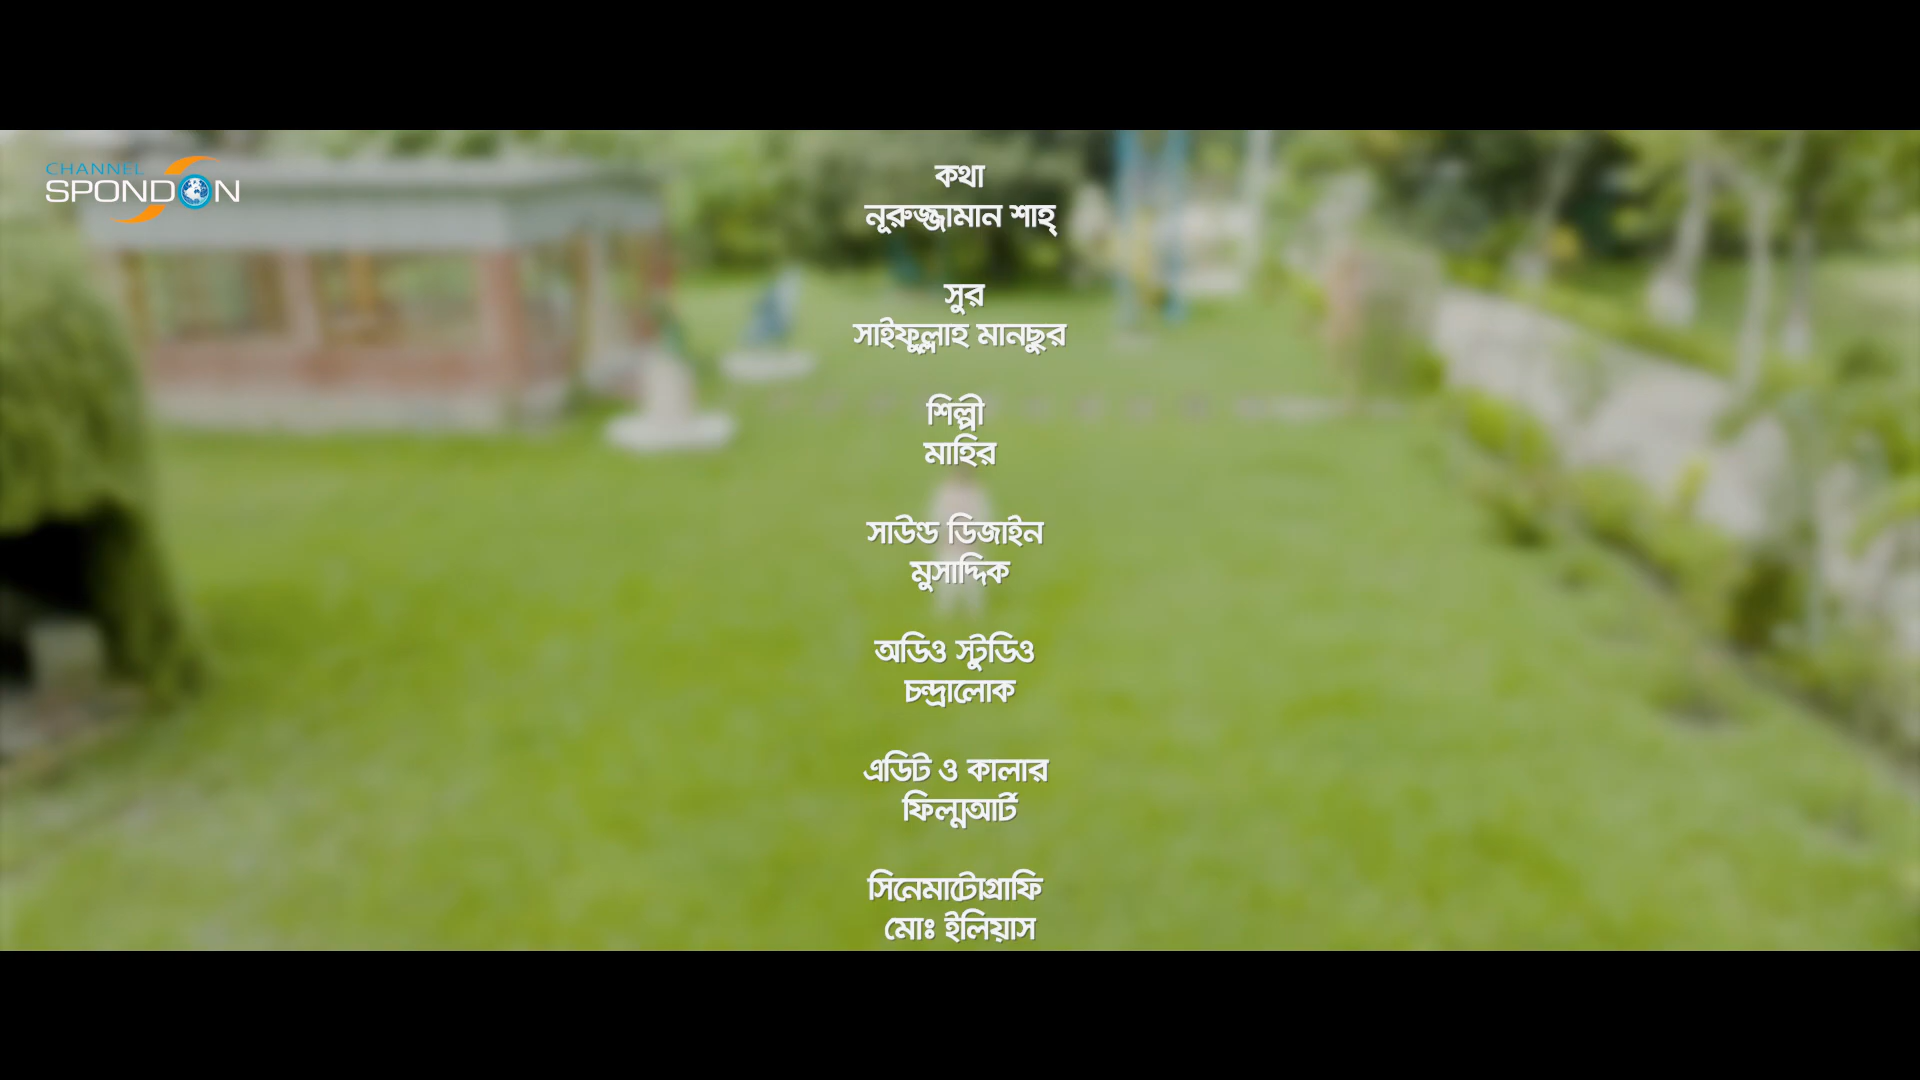 CHANNEL
SPONDON
কথা
নূরুজ্জামান শাহ্
সুর
সাইফুল্লাহ মানছুর
শিল্পী
মাহির
সাউন্ড ডিজাইন
মুসাদ্দিক
অডিও স্টুডিও
চন্দ্রালোক
এডিট ও কালার
ফিল্মআর্ট
সিনেমাটোগ্রাফি
মোঃ ইলিয়াস